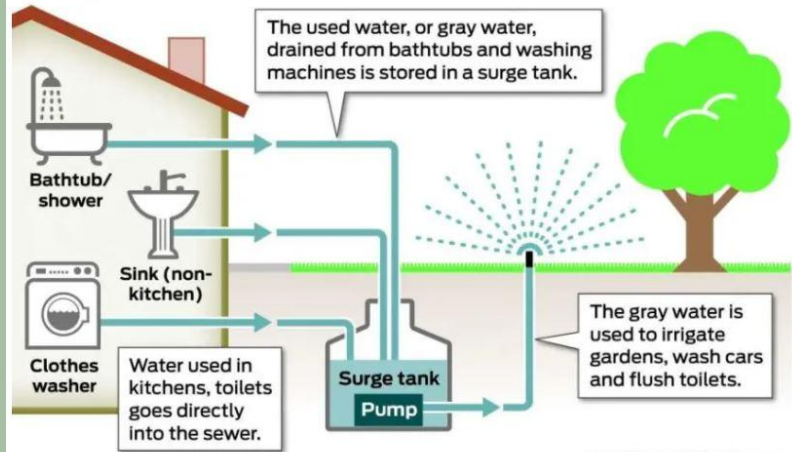 The used water, or gray water,
drained from bathtubs and washing
machines is stored in a surge tank.
Bathtub/
shower
Sink (non-
kitchen)
Clothes
washer
Water used in
kitchens, toilets
goes directly
into the sewer.
Surge tank
Pump
The gray water is
used to irrigate
gardens, wash cars
and flush toilets.